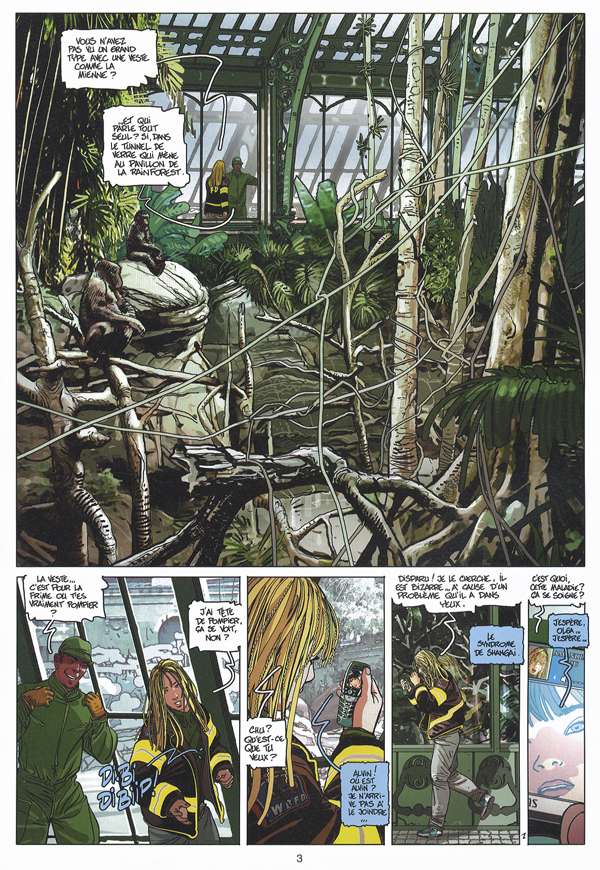 VOUS N'AVEZ
PAS VU UN GRAND
TYPE AVEC UNE VESTE
COMME LA
MIENNE ?
...ET QUI
PARLE TOUT
SEUL ? SI, DANS
LE TUNNEL DE
VERRE QUI MÈNE
AU PAVILLON DE
LA RAINFOREST.
LA VESTE...
C'EST POUR LA
FRIME OU T'ES
VRAIMENT POMPIER ?
J'AI TÊTE
DE POMPIER,
ÇA SE VOIT,
NON ?
DIBI
DIBIIP
CHU ?
QU'EST-CE
QUE TU
VEUX ?
ALVIN !
OÙ EST
ALVIN ?
JE N'ARRI-
VE PAS À
LE JOINDRE
...
DISPARU ! JE LE CHERCHE. IL
EST BIZARRE... À CAUSE D'UN
PROBLÈME QU'IL A DANS
YEUX.
LE
SYNDROME
DE SHANGAI
C'EST QUOI,
CETTE MALADIE ?
ÇA SE SOIGNE ?
J'ESPÈRE,
OLGA...
J'ESPÈRE...
3